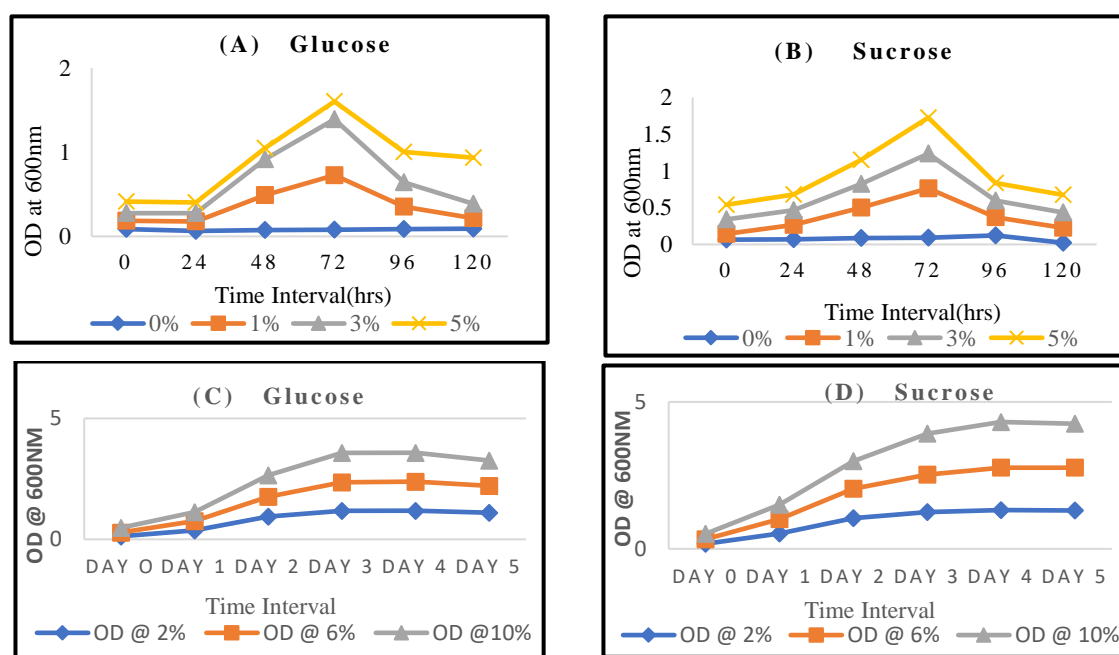 (A) Glucose
2
1
0
OD at 600nm
0 24 48 72 96 120
Time Interval(hrs)
0% 1% 3% 5%
(B) Sucrose
2
1.5
1
0.5
0
OD at 600nm
0 24 48 72 96 120
Time Interval(hrs)
0% 1% 3% 5%
(C) Glucose
5
0
OD @ 600NM
DAY O DAY 1 DAY 2 DAY 3 DAY 4 DAY 5
Time Interval
OD @ 2% OD @ 6% OD @10%
(D) Sucrose
5
0
OD @ 600NM
DAY 0 DAY 1 DAY 2 DAY 3 DAY 4 DAY 5
Time Interval
OD @ 2% OD @ 6% OD @ 10%